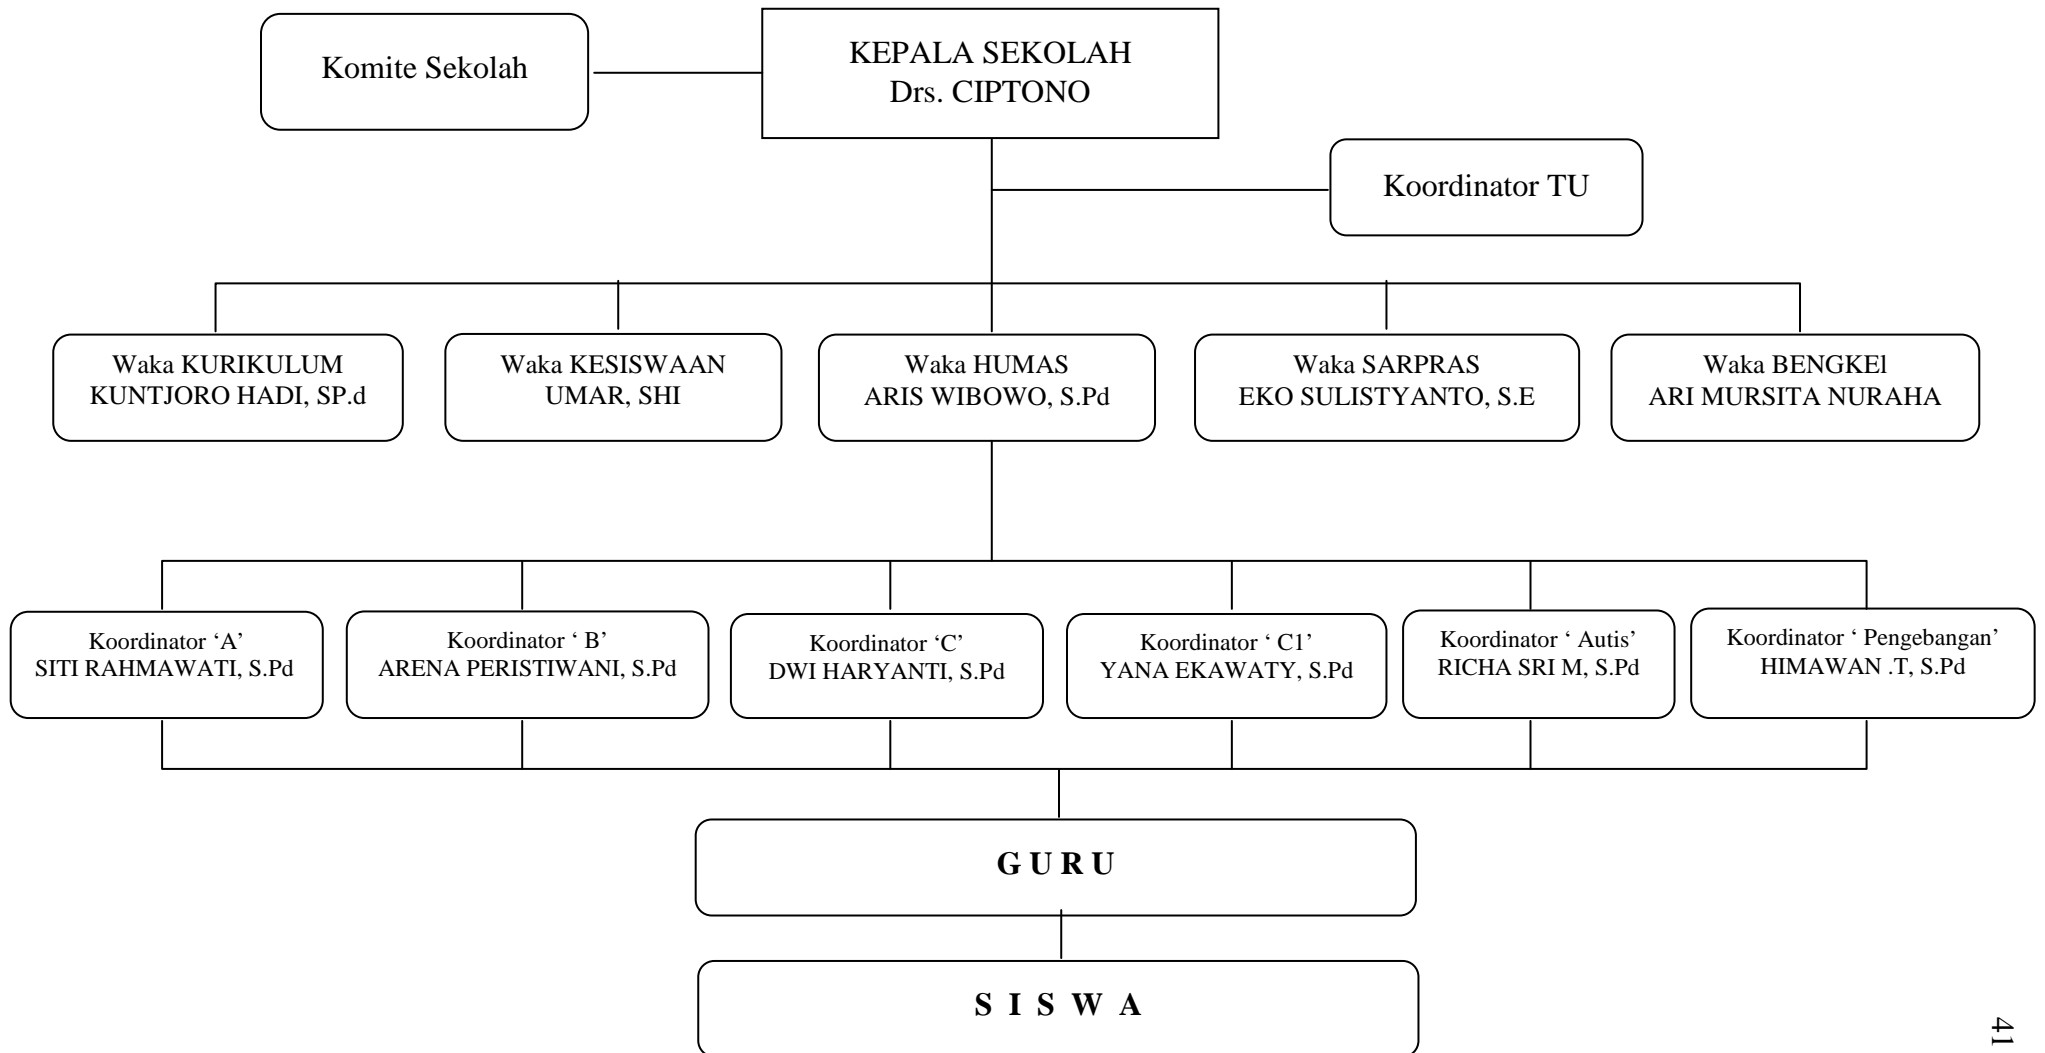 Komite Sekolah
KEPALA SEKOLAH
Drs. CIPTONO
Koordinator TU
Waka KURIKULUM
KUNTJORO HADI, SP.d
Waka KESISWAAN
UMAR, SHI
Waka HUMAS
ARIS WIBOWO, S.Pd
Waka SARPRAS
EKO SULISTYANTO, S.E
Waka BENGKEl
ARI MURSITA NURAHA
Koordinator ‘A’
SITI RAHMAWATI, S.Pd
Koordinator ‘ B’
ARENA PERISTIWANI, S.Pd
Koordinator ‘C’
DWI HARYANTI, S.Pd
Koordinator ‘ C1’
YANA EKAWATY, S.Pd
Koordinator ‘ Autis’
RICHA SRI M, S.Pd
Koordinator ‘ Pengebangan’
HIMAWAN .T, S.Pd
G U R U
S I S W A
41